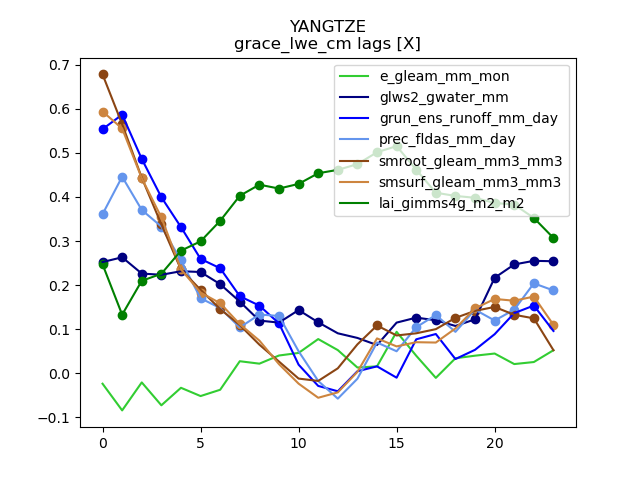 YANGTZE
grace_lwe_cm lags [X]
e_gleam_mm_mon
glws2_gwater_mm
grun_ens_runoff_mm_day
prec_fldas_mm_day
smroot_gleam_mm3_mm3
smsurf_gleam_mm3_mm3
lai_gimms4g_m2_m2
0.7
0.6
0.5
0.4
0.3
0.2
0.1
0.0
−0.1
0 5 10 15 20